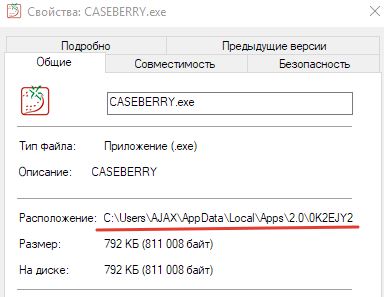 Свойства: CASEBERRY.exe
Подробно
Предыдущие версии
Общие
Совместимость
Безопасность
CASEBERRY.exe
Тип файла: Приложение (.exe)
Описание: CASEBERRY
Расположение: C:\Users\AJAX\AppData\Local\Apps\2.0\0K2EJY2
Размер: 792 КБ (811 008 байт)
На диске: 792 КБ (811 008 байт)